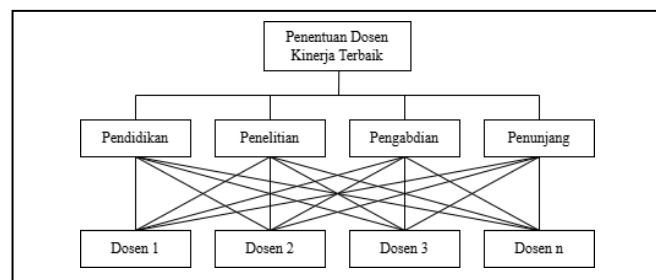 Penentuan Dosen
Kinerja Terbaik
Pendidikan
Penelitian
Pengabdian
Penunjang
Dosen 1
Dosen 2
Dosen 3
Dosen n